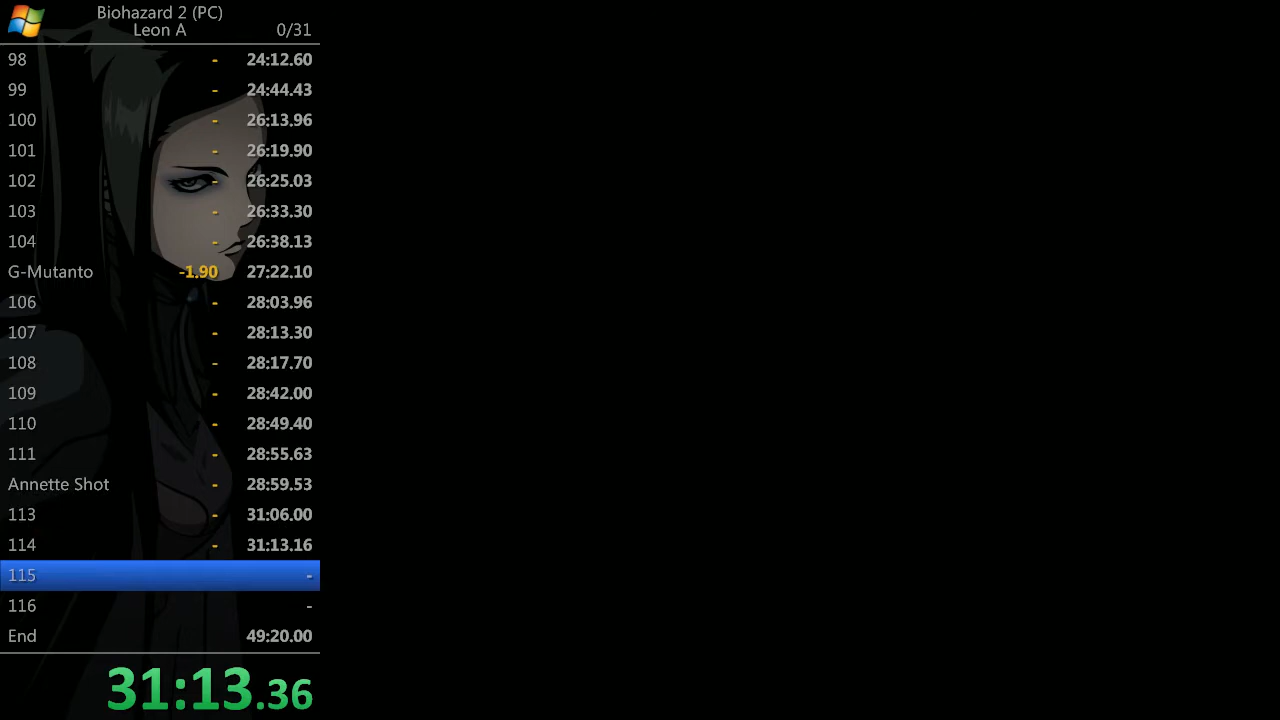 Biohazard 2 (PC)
Leon A 0/31
98 - 24:12.60
99 - 24:44.43
100 - 26:13.96
101 - 26:19.90
102 - 26:25.03
103 - 26:33.30
104 - 26:38.13
G-Mutanto -1.90 27:22.10
106 - 28:03.96
107 - 28:13.30
108 - 28:17.70
109 - 28:42.00
110 - 28:49.40
111 - 28:55.63
Annette Shot - 28:59.53
113 - 31:06.00
114 - 31:13.16
115 -
116 -
End 49:20.00
31:13.36